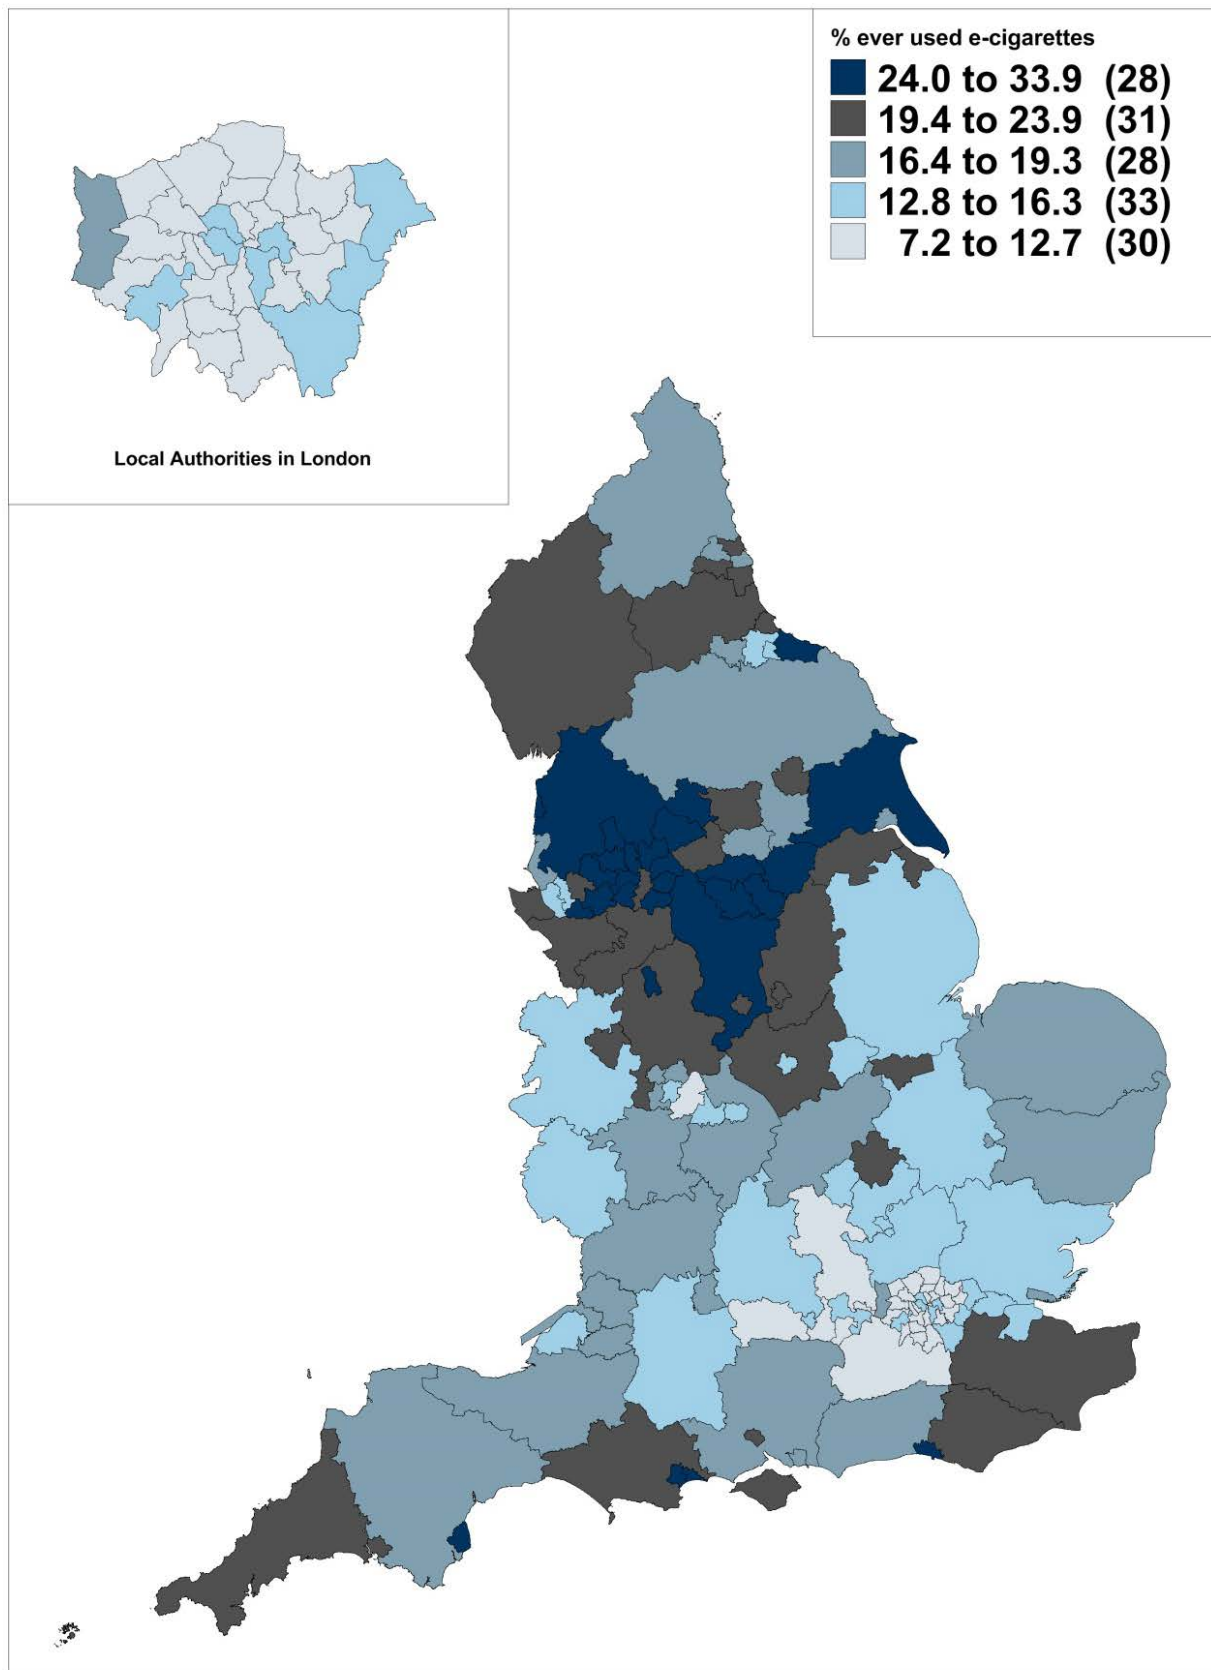 % ever used e-cigarettes
24.0 to 33.9 (28)
19.4 to 23.9 (31)
16.4 to 19.3 (28)
12.8 to 16.3 (33)
7.2 to 12.7 (30)
Local Authorities in London